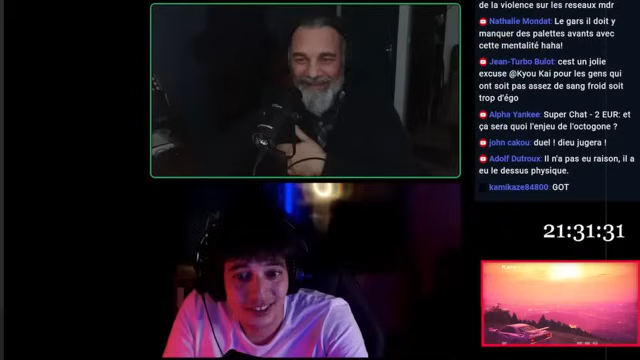 de la violence sur les reseaux mdr
Nathalie Mondat: Le gars il doit y
manquer des palettes avants avec
cette mentalité haha!
Jean-Turbo Bulot: cest un jolie
excuse @Kyou Kai pour les gens qui
ont soit pas assez de sang froid soit
trop d'égo
Alpha Yankee: Super Chat - 2 EUR: et
ça sera quoi l'enjeu de l'octogone ?
john cakou: duel ! dieu jugera !
Adolf Dutroux: Il n'a pas eu raison, il a
eu le dessus physique.
kamikaze84800: GOT
21:31:31